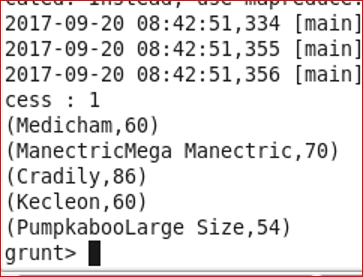 cated. Instead, use mapreduce.
2017-09-20 08:42:51,334 [main]
2017-09-20 08:42:51,355 [main]
2017-09-20 08:42:51,356 [main]
cess : 1
(Medicham,60)
(ManectricMega Manectric,70)
(Cradily,86)
(Kecleon,60)
(PumpkabooLarge Size,54)
grunt>